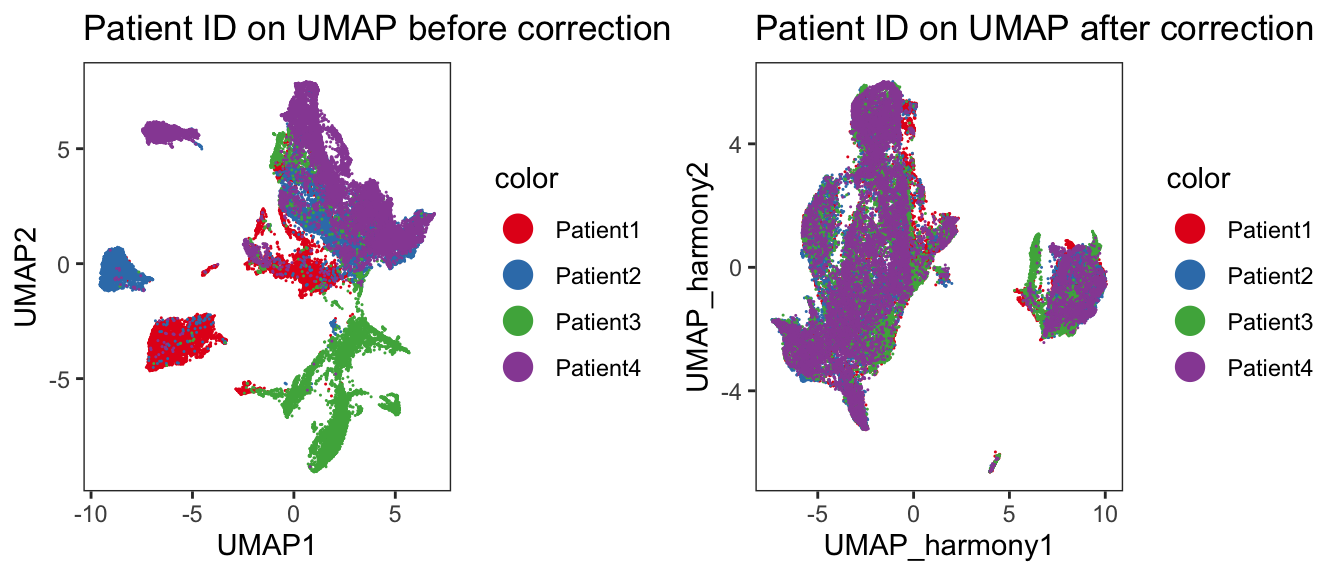 Patient ID on UMAP before correction
UMAP2
5
0
-5
-10
-5
0
5
UMAP1
color
Patient1
Patient2
Patient3
Patient4
Patient ID on UMAP after correction
UMAP_harmony2
4
0
-4
-5
0
5
10
UMAP_harmony1
color
Patient1
Patient2
Patient3
Patient4